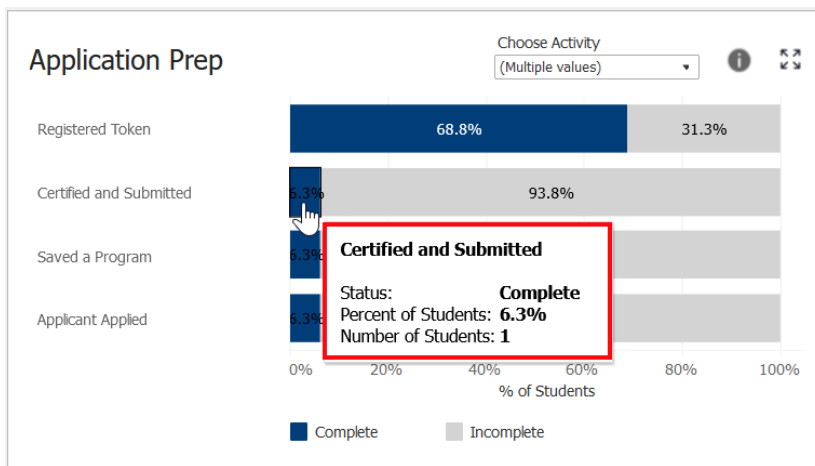 Application Prep
Choose Activity
(Multiple values)
Registered Token
68.8%
31.3%
Certified and Submitted
6.3%
93.8%
Saved a Program
6.3%
Applicant Applied
6.3%
Certified and Submitted
Status: Complete
Percent of Students: 6.3%
Number of Students: 1
0% 20% 40% 60% 80% 100%
% of Students
Complete Incomplete